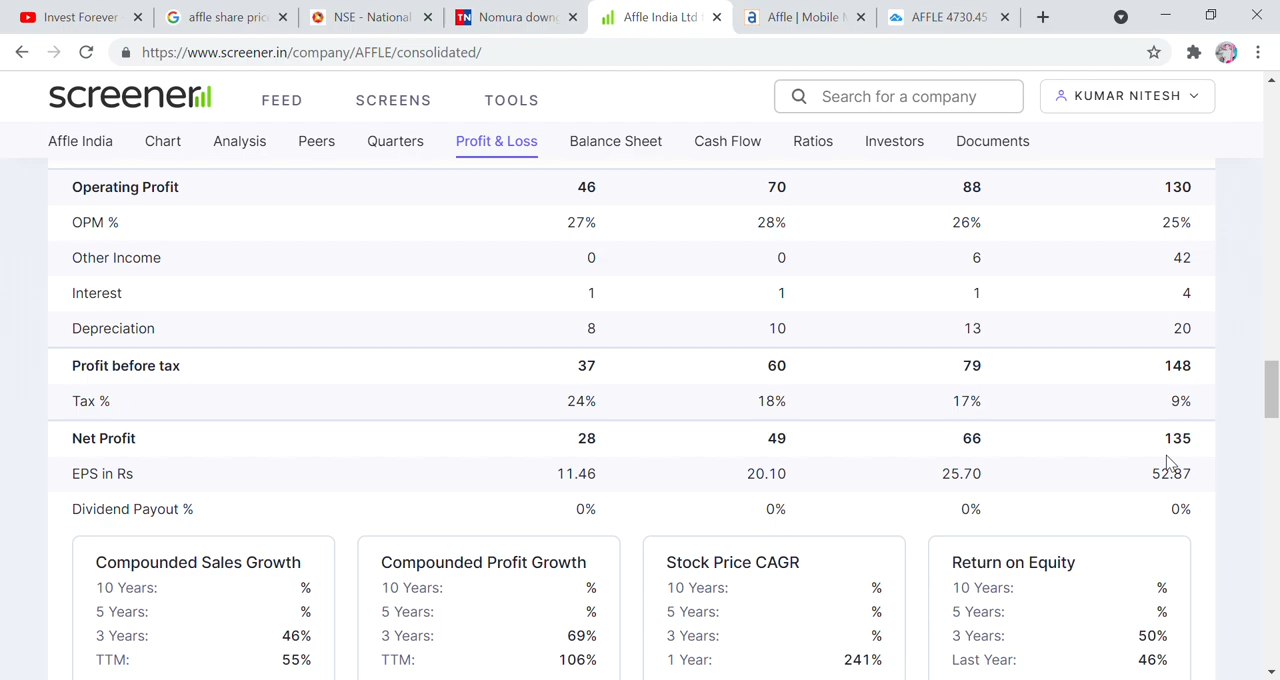 Invest Forever affle share pric NSE - National Nomura down Affle India Ltd Affle | Mobile M AFFLE 4730.45
https://www.screener.in/company/AFFLE/consolidated/
screener FEED SCREENS TOOLS Search for a company KUMAR NITESH
Affle India Chart Analysis Peers Quarters Profit & Loss Balance Sheet Cash Flow Ratios Investors Documents
Operating Profit 46 70 88 130
OPM % 27% 28% 26% 25%
Other Income 0 0 6 42
Interest 1 1 1 4
Depreciation 8 10 13 20
Profit before tax 37 60 79 148
Tax % 24% 18% 17% 9%
Net Profit 28 49 66 135
EPS in Rs 11.46 20.10 25.70 52.87
Dividend Payout % 0% 0% 0% 0%
Compounded Sales Growth Compounded Profit Growth Stock Price CAGR Return on Equity
10 Years: % 10 Years: % 10 Years: % 10 Years: %
5 Years: % 5 Years: % 5 Years: % 5 Years: %
3 Years: 46% 3 Years: 69% 3 Years: % 3 Years: 50%
TTM: 55% TTM: 106% 1 Year: 241% Last Year: 46%